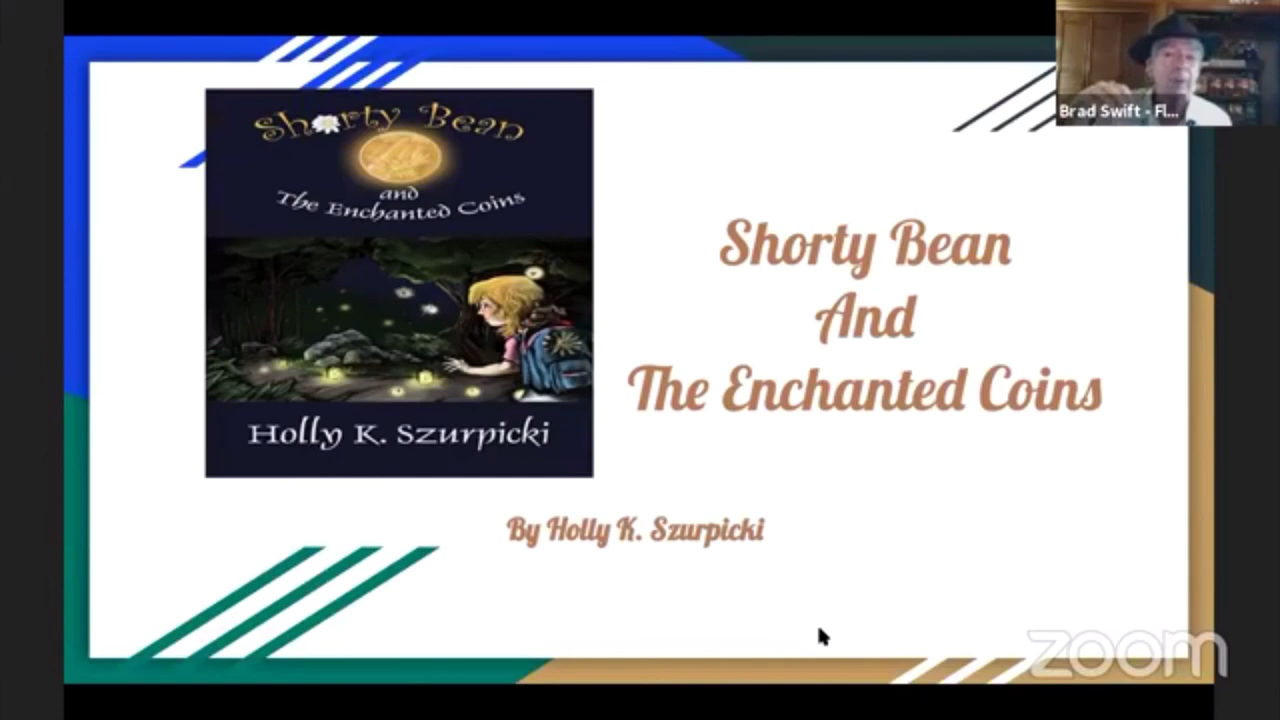 Shorty Bean
and
The Enchanted Coins
Holly K. Szurpicki
Shorty Bean
And
The Enchanted Coins
By Holly K. Szurpicki
Brad Swift - Fl...
zoom